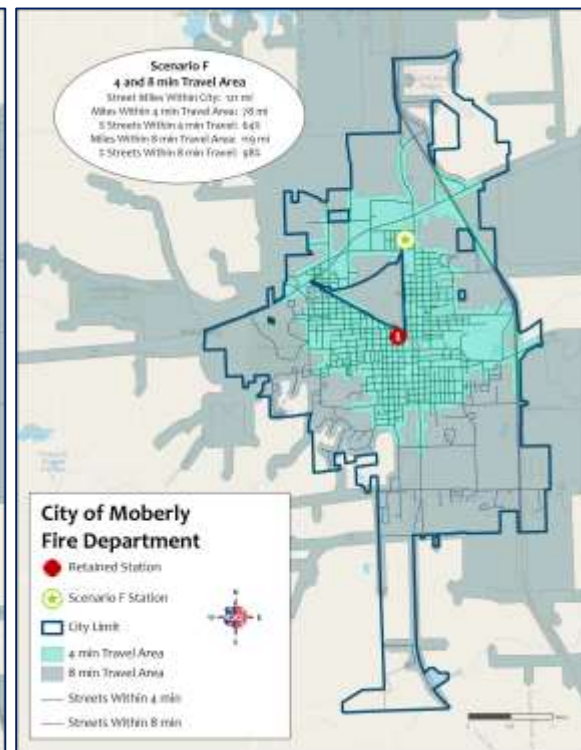 Scenario F
4 and 8 min Travel Area
Street Miles Within City: 121 mi
Miles Within 4 min Travel Area: 78 mi
% Streets Within 4 min Travel: 64%
Miles Within 8 min Travel Area: 119 mi
% Streets Within 8 min Travel: 98%
1
City of Moberly
Fire Department
Retained Station
Scenario F Station
City Limit
4 min Travel Area
8 min Travel Area
Streets Within 4 min
Streets Within 8 min